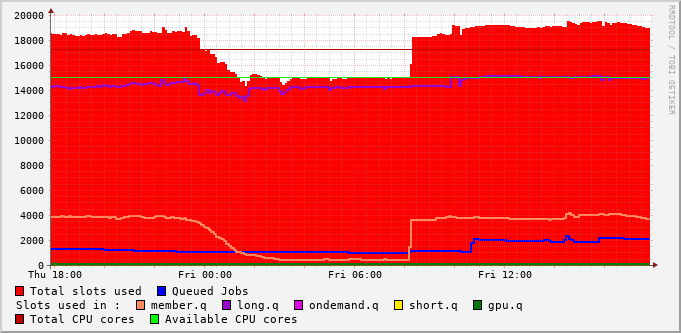 20000
18000
16000
14000
12000
10000
8000
6000
4000
2000
0
Thu 18:00 Fri 00:00 Fri 06:00 Fri 12:00
Total slots used Queued Jobs
Slots used in : member.q long.q ondemand.q short.q gpu.q
Total CPU cores Available CPU cores
RRDTOOL / TOBI OETIKER